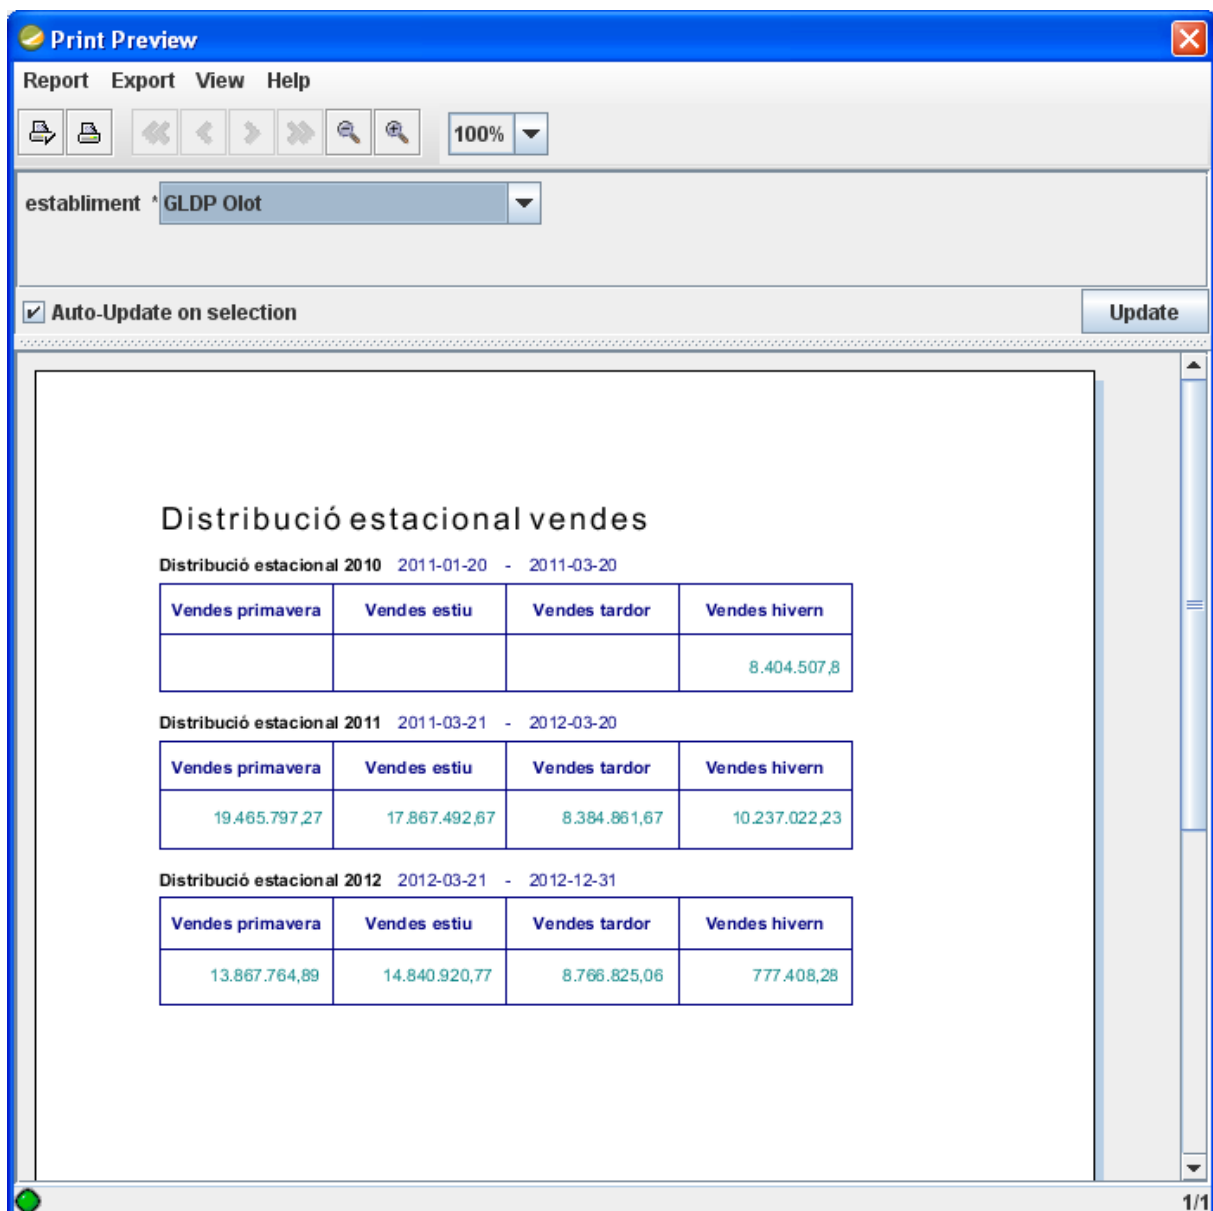 Print Preview
Report Export View Help
100%
establiment * GLDP Olot
Auto-Update on selection Update
Distribució estacional vendes
Distribució estacional 2010 2011-01-20 - 2011-03-20
Vendes primavera Vendes estiu Vendes tardor Vendes hivern
8.404.507,8
Distribució estacional 2011 2011-03-21 - 2012-03-20
Vendes primavera Vendes estiu Vendes tardor Vendes hivern
19.465.797,27 17.867.492,67 8.384.861,67 10.237.022,23
Distribució estacional 2012 2012-03-21 - 2012-12-31
Vendes primavera Vendes estiu Vendes tardor Vendes hivern
13.867.764,89 14.840.920,77 8.766.825,06 777.408,28
1/1